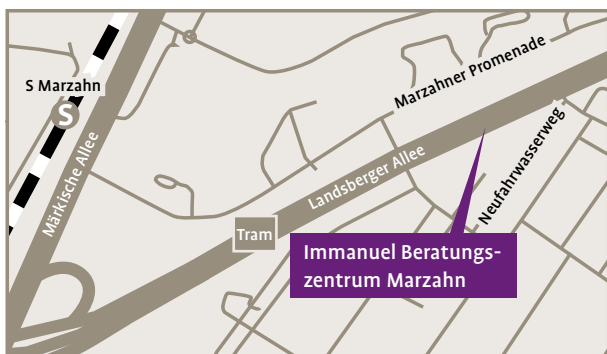 Marzahner Promenade
S Marzahn
S
Märkische Allee
Landsberger Allee
Neufahrwasserweg
Tram
Immanuel Beratungs-
zentrum Marzahn